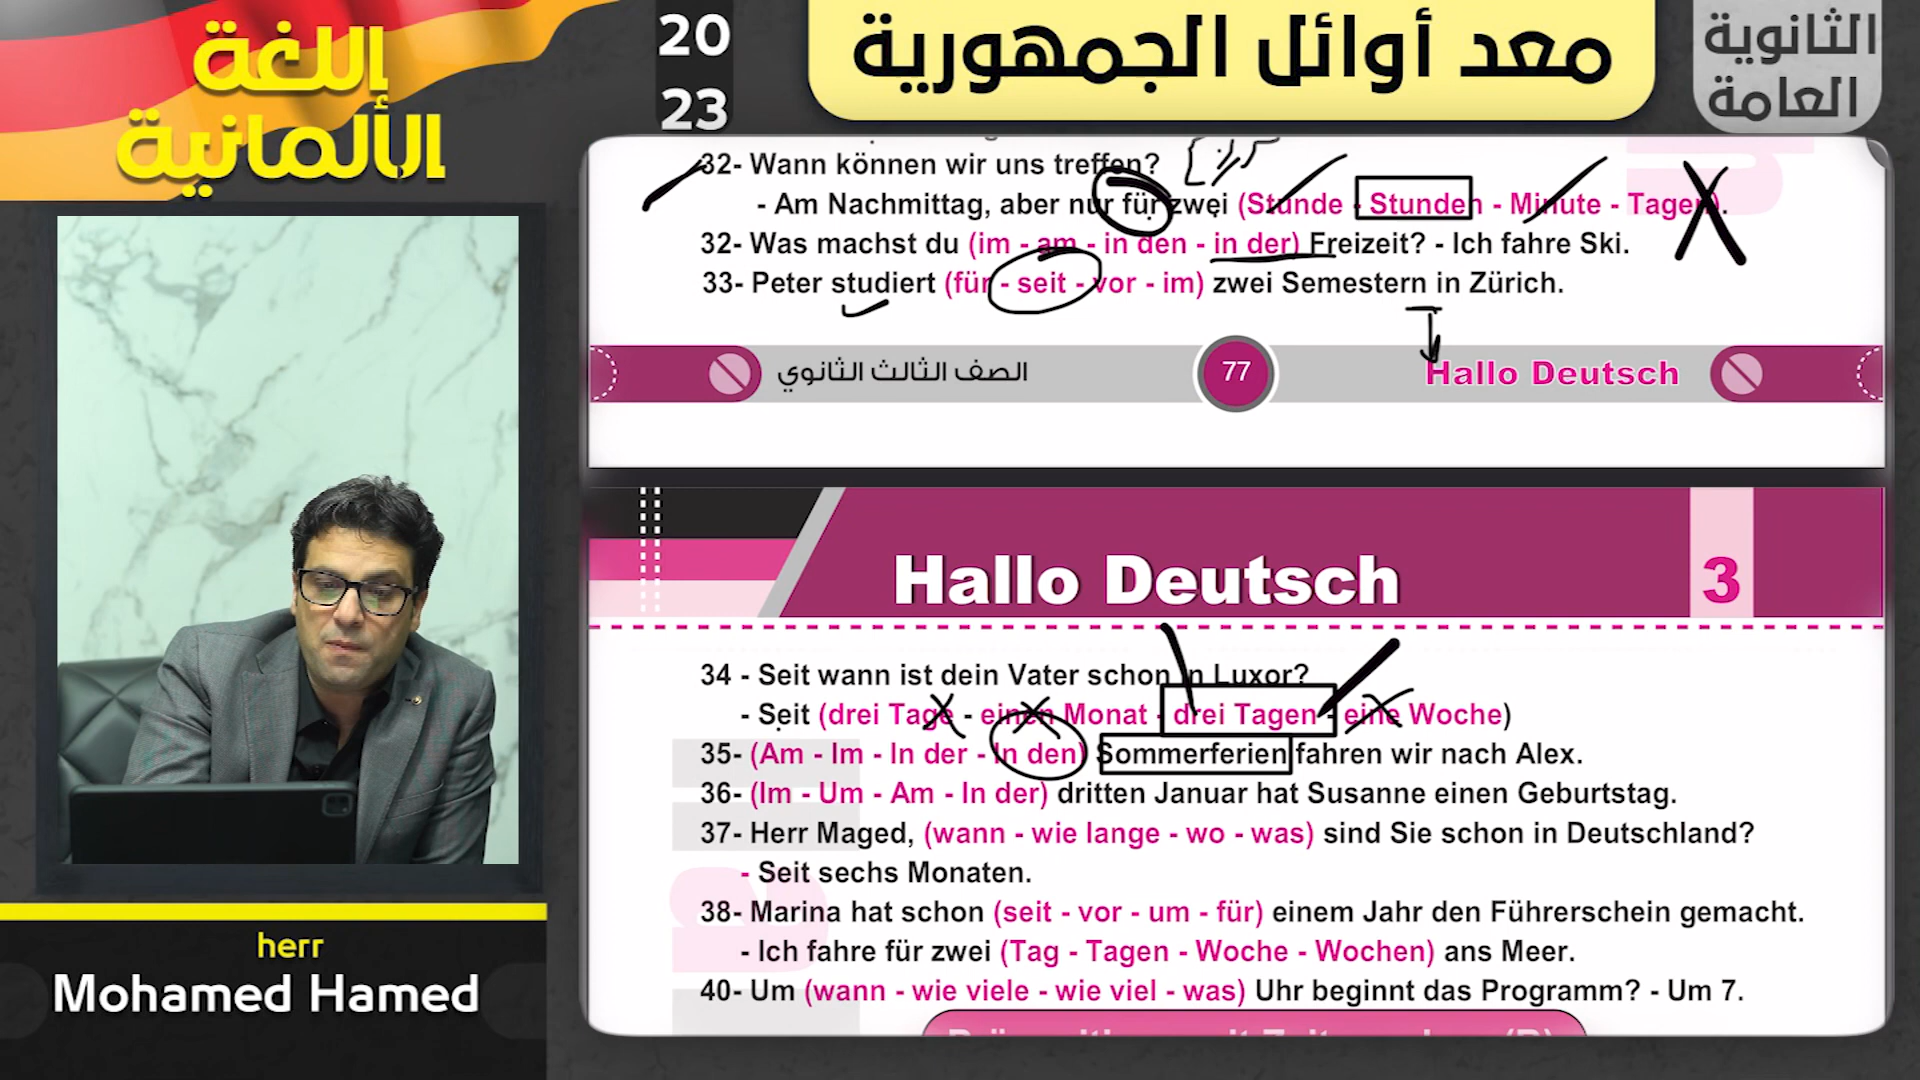 اللغة
الألمانية
20
23
معد أوائل الجمهورية
الثانوية
العامة
32- Wann können wir uns treffen?
- Am Nachmittag, aber nur für zwei (Stunde - Stunden - Minute - Tagen).
32- Was machst du (im - am - in den - in der) Freizeit? - Ich fahre Ski.
33- Peter studiert (für - seit - vor - im) zwei Semestern in Zürich.
الصف الثالث الثانوي
77
Hallo Deutsch
Hallo Deutsch
3
34 - Seit wann ist dein Vater schon in Luxor?
- Seit (drei Tage - einen Monat - drei Tagen - eine Woche)
35- (Am - Im - In der - In den) Sommerferien fahren wir nach Alex.
36- (Im - Um - Am - In der) dritten Januar hat Susanne einen Geburtstag.
37- Herr Maged, (wann - wie lange - wo - was) sind Sie schon in Deutschland?
- Seit sechs Monaten.
38- Marina hat schon (seit - vor - um - für) einem Jahr den Führerschein gemacht.
- Ich fahre für zwei (Tag - Tagen - Woche - Wochen) ans Meer.
40- Um (wann - wie viele - wie viel - was) Uhr beginnt das Programm? - Um 7.
herr
Mohamed Hamed